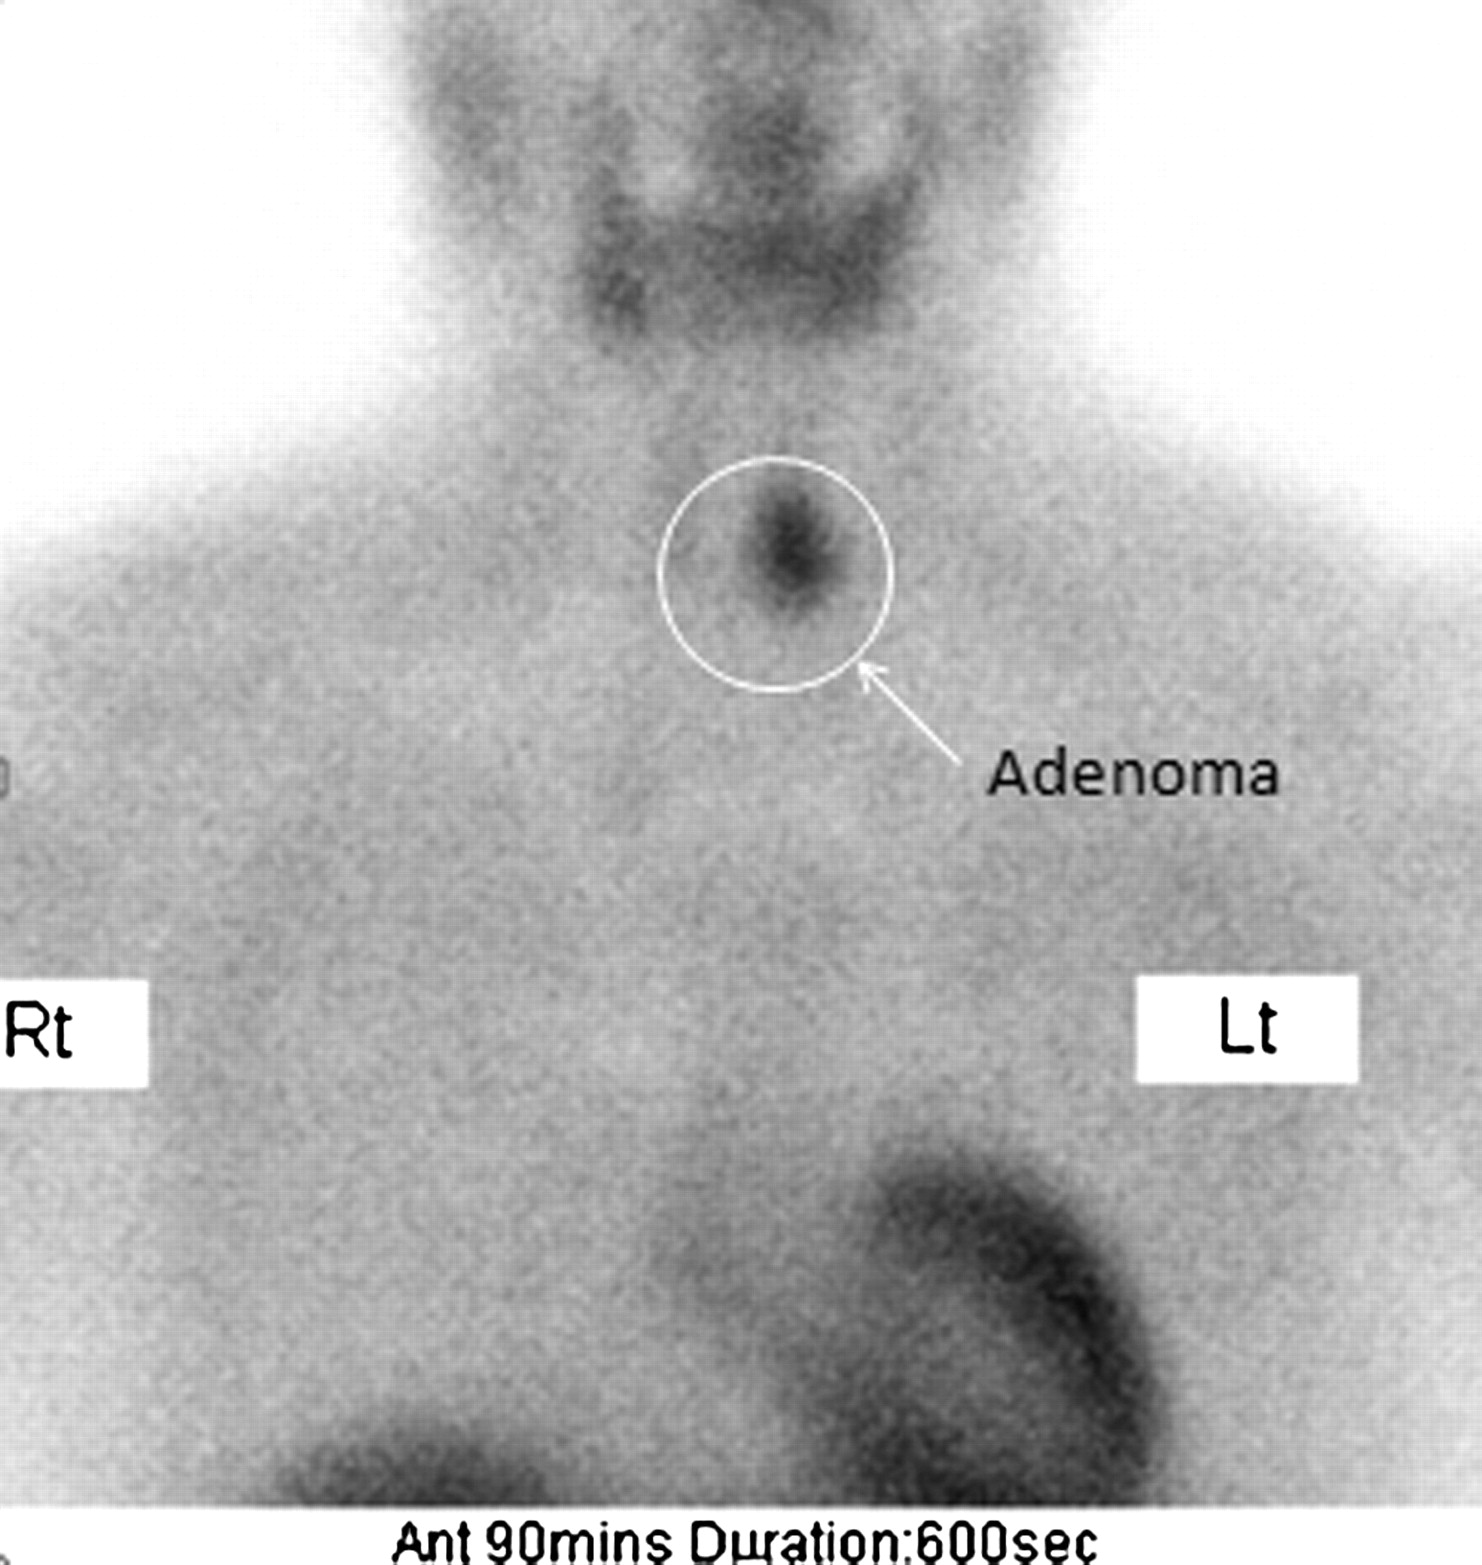 Adenoma
Rt
Lt
Ant 90mins Duration:600sec